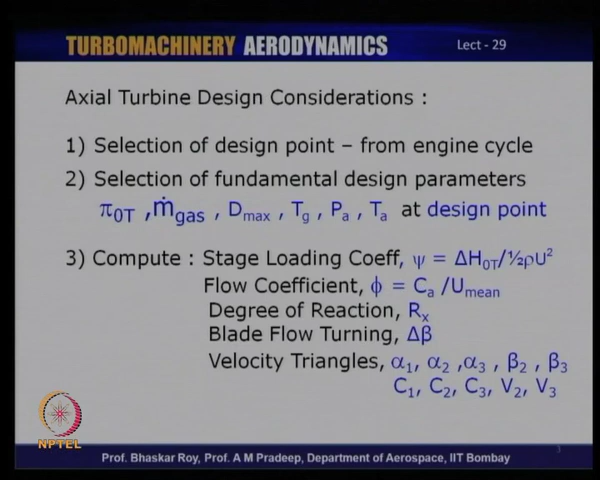 TURBOMACHINERY AERODYNAMICS Lect - 29
Axial Turbine Design Considerations :
1) Selection of design point – from engine cycle
2) Selection of fundamental design parameters
π0T , ṁgas , Dmax , Tg , Pa , Ta at design point
3) Compute : Stage Loading Coeff, ψ = ΔH0T/½ρU²
Flow Coefficient, ϕ = Ca /Umean
Degree of Reaction, Rx
Blade Flow Turning, Δβ
Velocity Triangles, α1, α2 ,α3 , β2 , β3
C1, C2, C3, V2, V3
NPTEL
Prof. Bhaskar Roy, Prof. A M Pradeep, Department of Aerospace, IIT Bombay
3